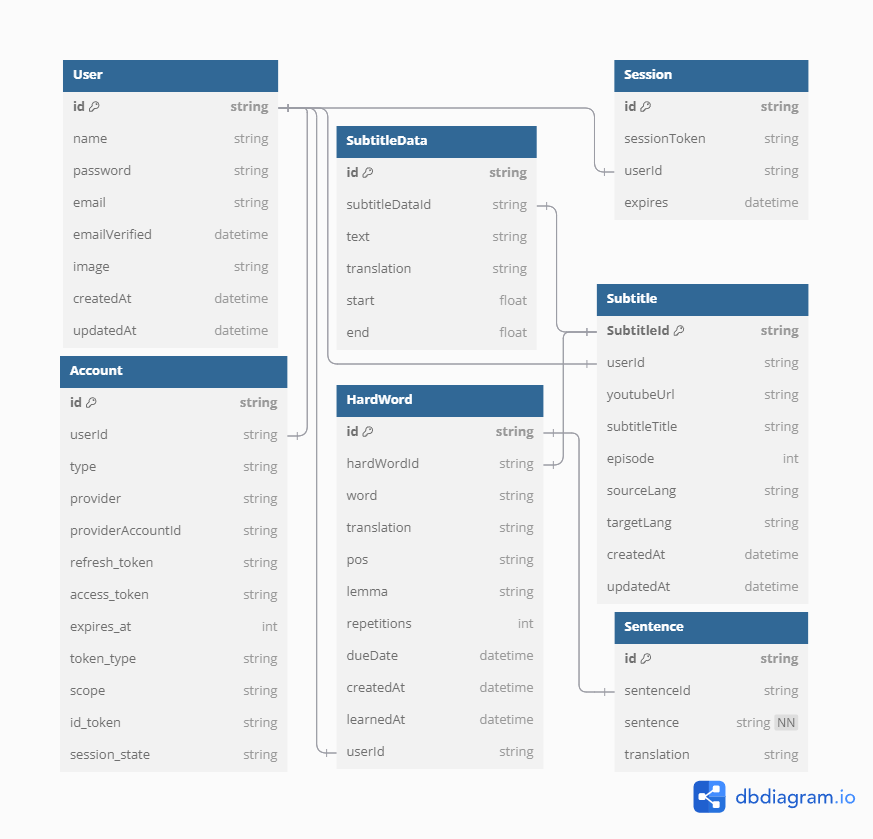 User
id string
name string
password string
email string
emailVerified datetime
image string
createdAt datetime
updatedAt datetime
Account
id string
userId string
type string
provider string
providerAccountId string
refresh_token string
access_token string
expires_at int
token_type string
scope string
id_token string
session_state string
SubtitleData
id string
subtitleDataId string
text string
translation string
start float
end float
HardWord
id string
hardWordId string
word string
translation string
pos string
lemma string
repetitions int
dueDate datetime
createdAt datetime
learnedAt datetime
userId string
Session
id string
sessionToken string
userId string
expires datetime
Subtitle
SubtitleId string
userId string
youtubeUrl string
subtitleTitle string
episode int
sourceLang string
targetLang string
createdAt datetime
updatedAt datetime
Sentence
id string
sentenceId string
sentence string NN
translation string
dbdiagram.io